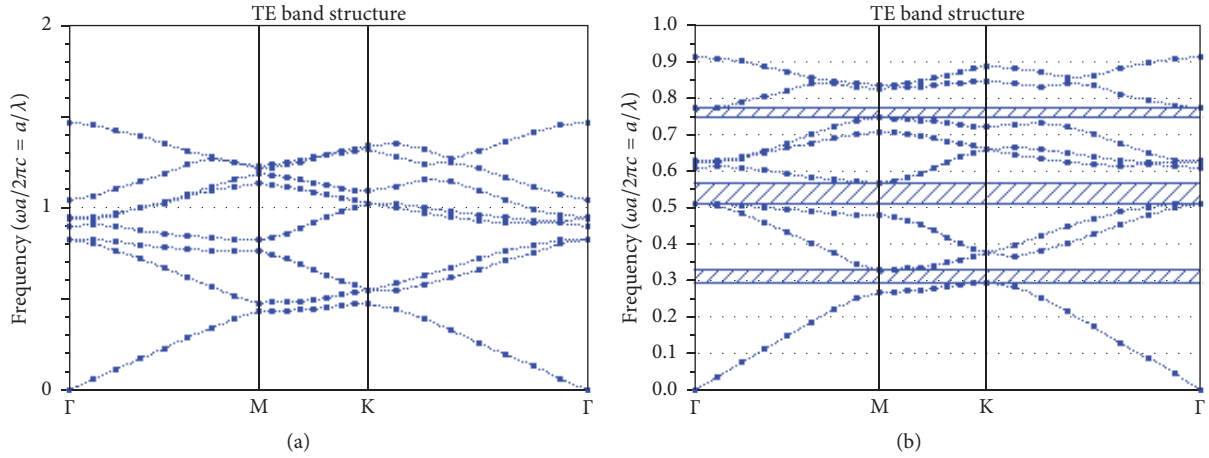 TE band structure
2
1
0
Frequency (ωa/2πc = a/λ)
Γ
M
K
Γ
(a)
TE band structure
1.0
0.9
0.8
0.7
0.6
0.5
0.4
0.3
0.2
0.1
0.0
Frequency (ωa/2πc = a/λ)
Γ
M
K
Γ
(b)